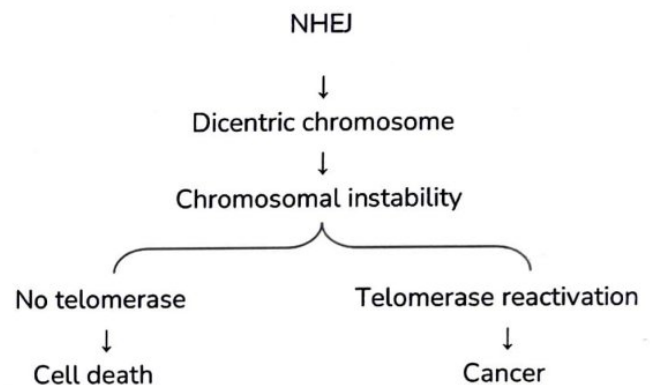 NHEJ
↓
Dicentric chromosome
↓
Chromosomal instability
No telomerase
↓
Cell death
Telomerase reactivation
↓
Cancer